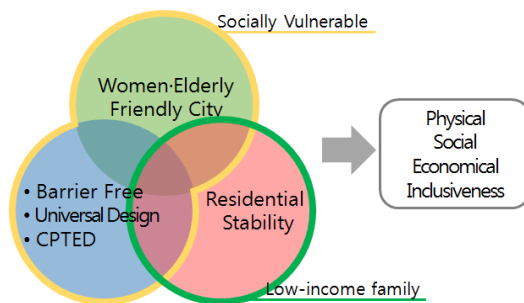 Socially Vulnerable
Women·Elderly
Friendly City
• Barrier Free
• Universal Design
• CPTED
Residential
Stability
Physical
Social
Economical
Indusiveness
Low-income family